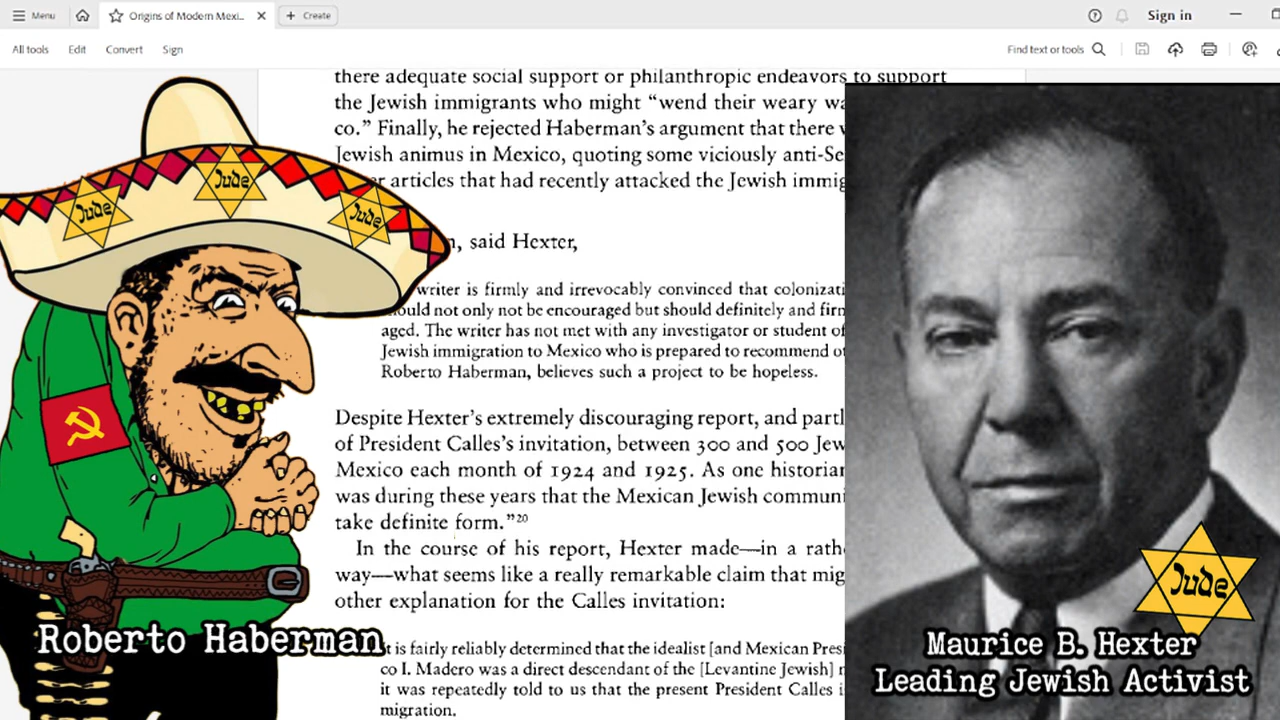 Menu
Origins of Modern Mexi...
Create
Sign in
All tools
Edit
Convert
Sign
Find text or tools
there adequate social support or philanthropic endeavors to support
the Jewish immigrants who might “wend their weary
co.” Finally, he rejected Haberman’s argument that there
Jewish animus in Mexico, quoting some viciously
articles that had recently attacked the Jewish
said Hexter,
writer is firmly and irrevocably convinced that
not only not be encouraged but should definitely and
aged. The writer has not met with any investigator or student of
Jewish immigration to Mexico who is prepared to recommend
Roberto Haberman, believes such a project to be hopeless.
Despite Hexter’s extremely discouraging report, and
of President Calles’s invitation, between 300 and 500
Mexico each month of 1924 and 1925. As one historian
was during these years that the Mexican Jewish
take definite form.”20
In the course of his report, Hexter made—in a
way—what seems like a really remarkable claim that
other explanation for the Calles invitation:
is fairly reliably determined that the idealist [and Mexican
co I. Madero was a direct descendant of the [Levantine Jewish]
it was repeatedly told to us that the present President Calles
migration.
Jude
Jude
Jude
Roberto Haberman
Jude
Maurice B. Hexter
Leading Jewish Activist